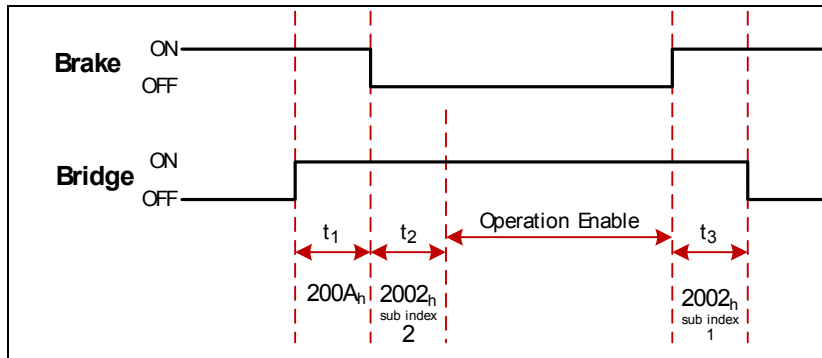 ON
Brake
OFF
ON
Bridge
OFF
t1 t2 Operation Enable t3
200Ah 2002h 2002h
sub index sub index
2 1